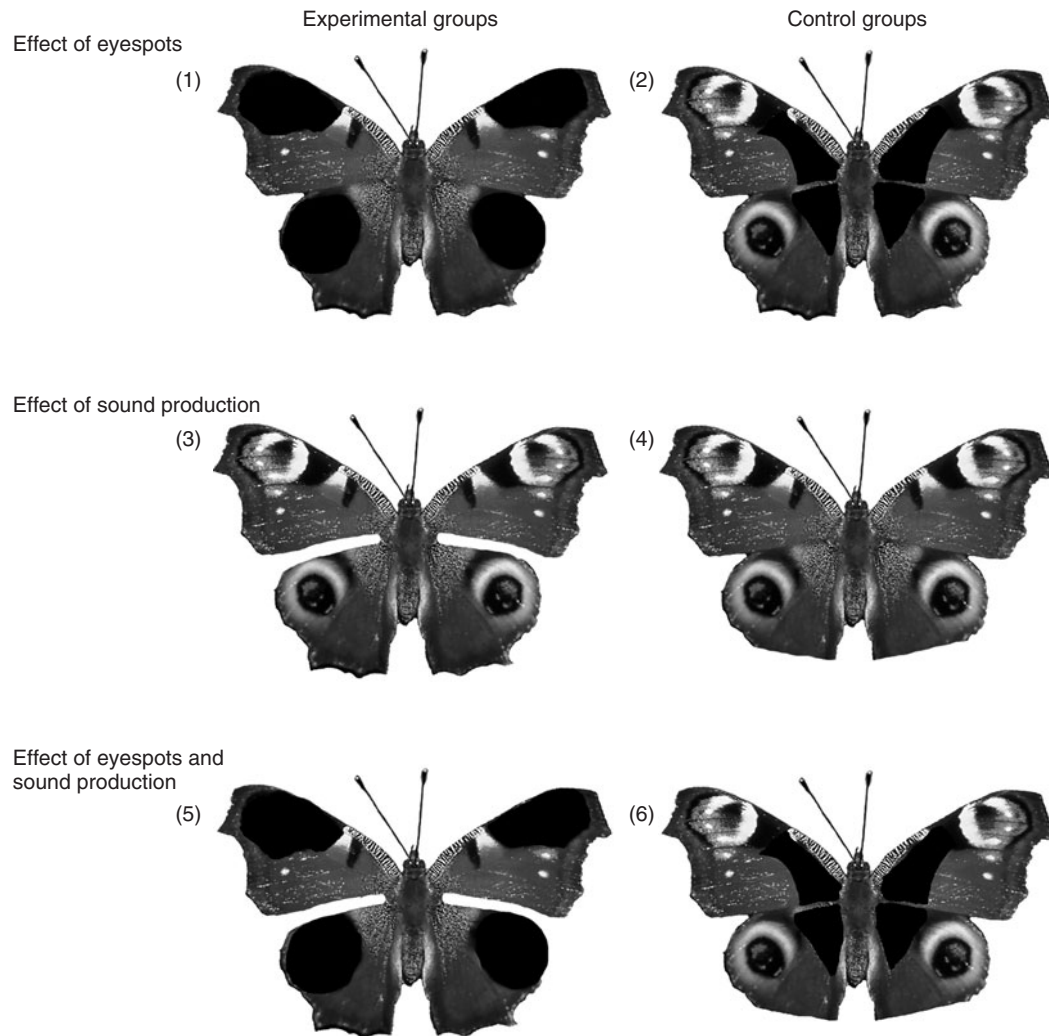 Experimental groups
Control groups
Effect of eyespots
(1)
(2)
Effect of sound production
(3)
(4)
Effect of eyespots and
sound production
(5)
(6)